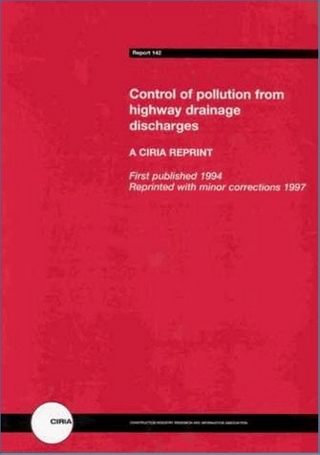 Report 142
Control of pollution from
highway drainage
discharges
A CIRIA REPRINT
First published 1994
Reprinted with minor corrections 1997
CIRIA
CONSTRUCTION INDUSTRY RESEARCH AND INFORMATION ASSOCIATION